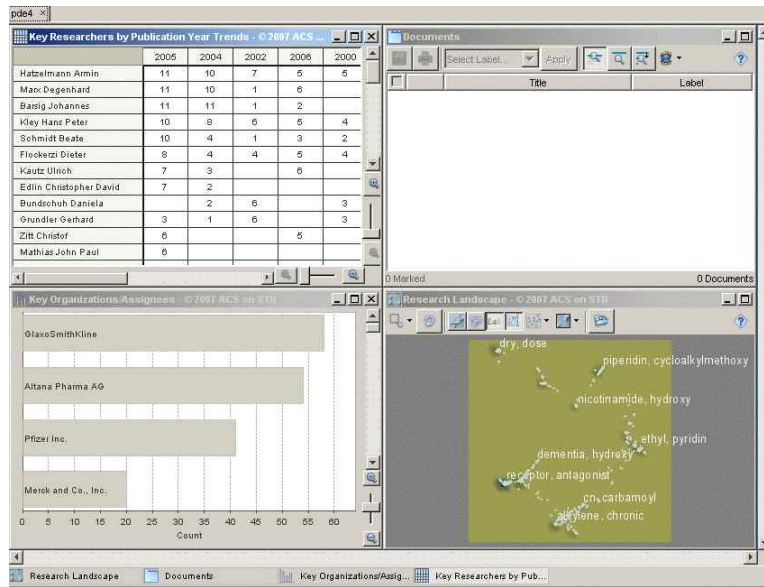 pde4 ×
Key Researchers by Publication Year Trends - © 2007 ACS ...
2005 2004 2002 2006 2000
Hatzelmann Armin 11 10 7 5 5
Marx Degenhard 11 10 1 6
Barsig Johannes 11 11 1 2
Kley Hans Peter 10 8 6 5 4
Schmidt Beate 10 4 1 3 2
Flockerzi Dieter 8 4 4 5 4
Kautz Ulrich 7 3 6
Edlin Christopher David 7 2
Bundschuh Daniela 2 6 3
Grundler Gerhard 3 1 6 3
Zitt Christof 6 5
Mathias John Paul 6
Documents
Select Label... Apply
Title Label
0 Marked 0 Documents
Key Organizations/Assignees - © 2007 ACS on STN
GlaxoSmithKline
Altana Pharma AG
Pfizer Inc.
Merck and Co., Inc.
0 5 10 15 20 25 30 35 40 45 50 55 60
Count
Research Landscape - © 2007 ACS on STN
Lab
dry, dose
piperidin, cycloalkylmethoxy
nicotinamide, hydroxy
ethyl, pyridin
dementia, hydroxy
receptor, antagonist
cn, carbamoyl
alkylene, chronic
Research Landscape Documents Key Organizations/Assig... Key Researchers by Pub...